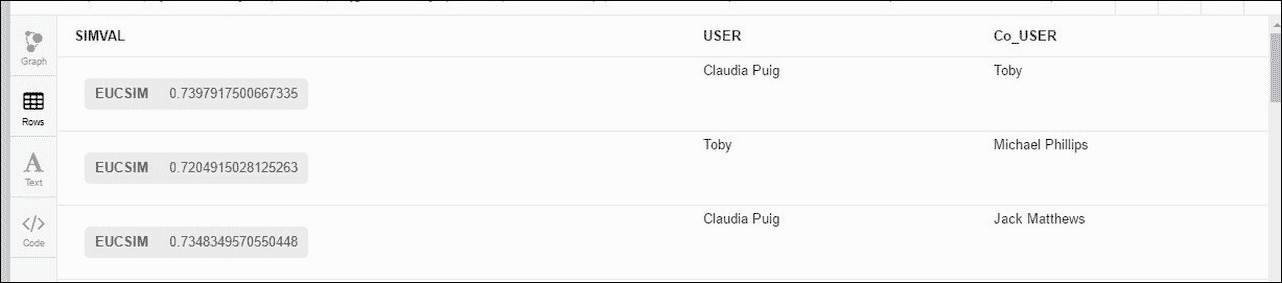 SIMVAL USER Co_USER
Graph
Claudia Puig Toby
EUCSIM 0.7397917500667335
Rows
Toby Michael Phillips
EUCSIM 0.7204915028125263
Text
Claudia Puig Jack Matthews
EUCSIM 0.7348349570550448
Code